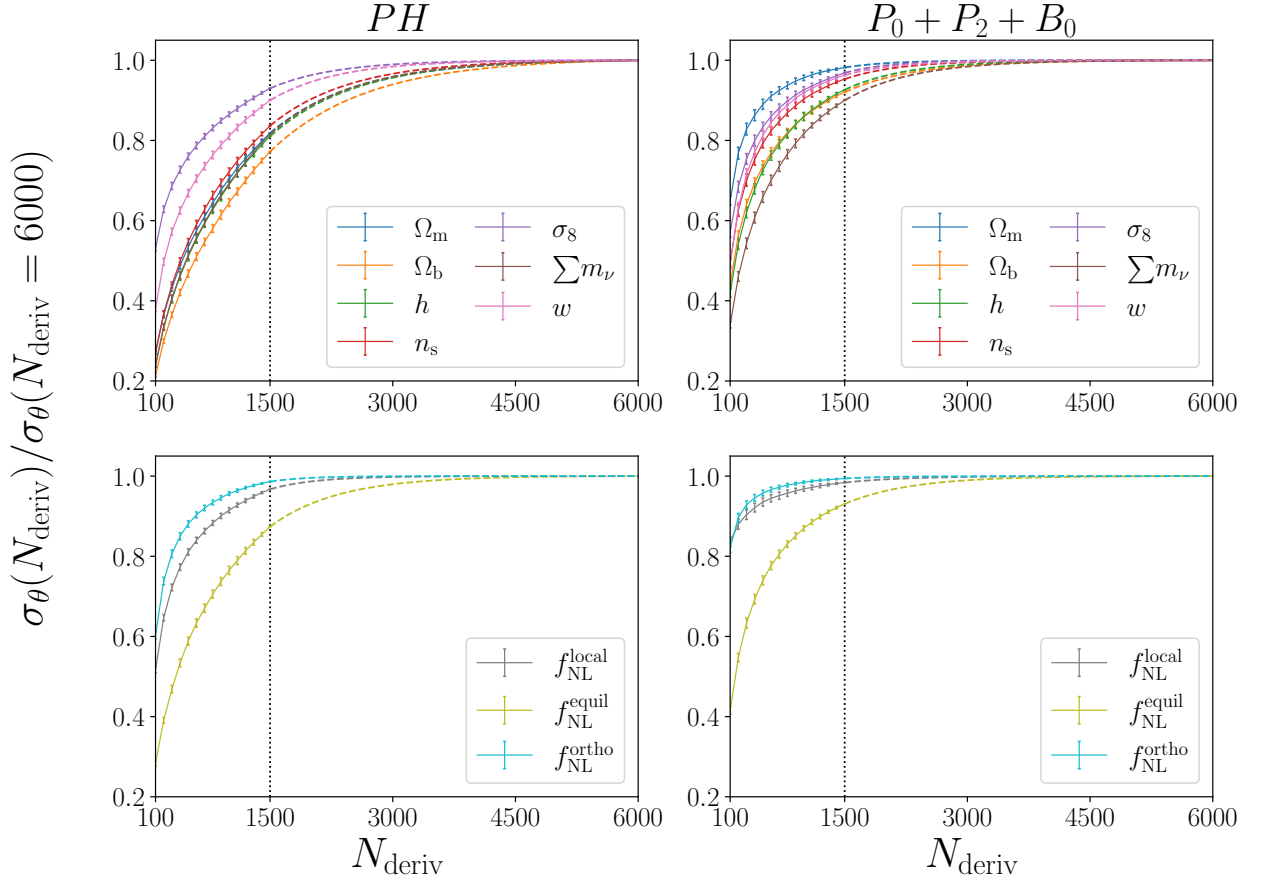 PH
P₀ + P₂ + B₀
σ_θ(N_deriv)/σ_θ(N_deriv = 6000)
1.0
0.8
0.6
0.4
0.2
100 1500 3000 4500 6000
Ω_m
Ω_b
h
n_s
σ_8
∑m_ν
w
1.0
0.8
0.6
0.4
0.2
100 1500 3000 4500 6000
Ω_m
Ω_b
h
n_s
σ_8
∑m_ν
w
1.0
0.8
0.6
0.4
0.2
100 1500 3000 4500 6000
f_NL^local
f_NL^equil
f_NL^ortho
N_deriv
1.0
0.8
0.6
0.4
0.2
100 1500 3000 4500 6000
f_NL^local
f_NL^equil
f_NL^ortho
N_deriv